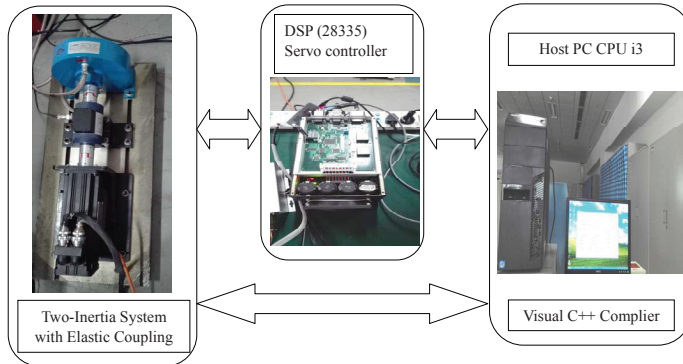 DSP (28335)
Servo controller
Host PC CPU i3
Two-Inertia System
with Elastic Coupling
Visual C++ Complier